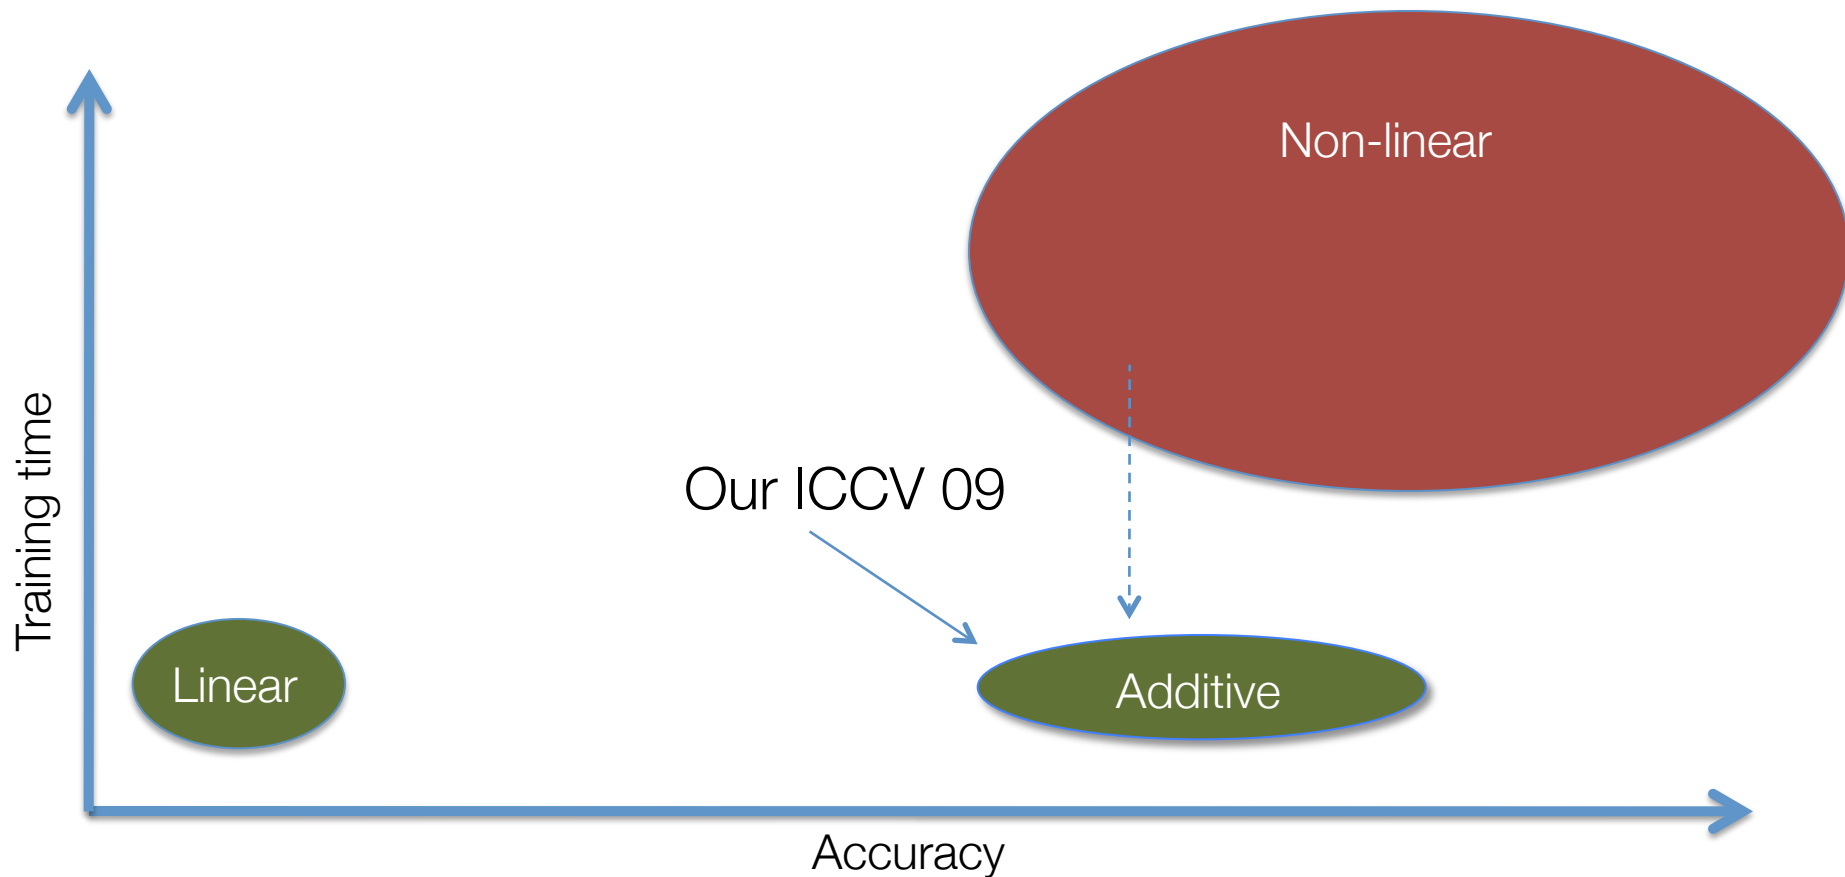 Non-linear
Training time
Our ICCV 09
Linear
Additive
Accuracy